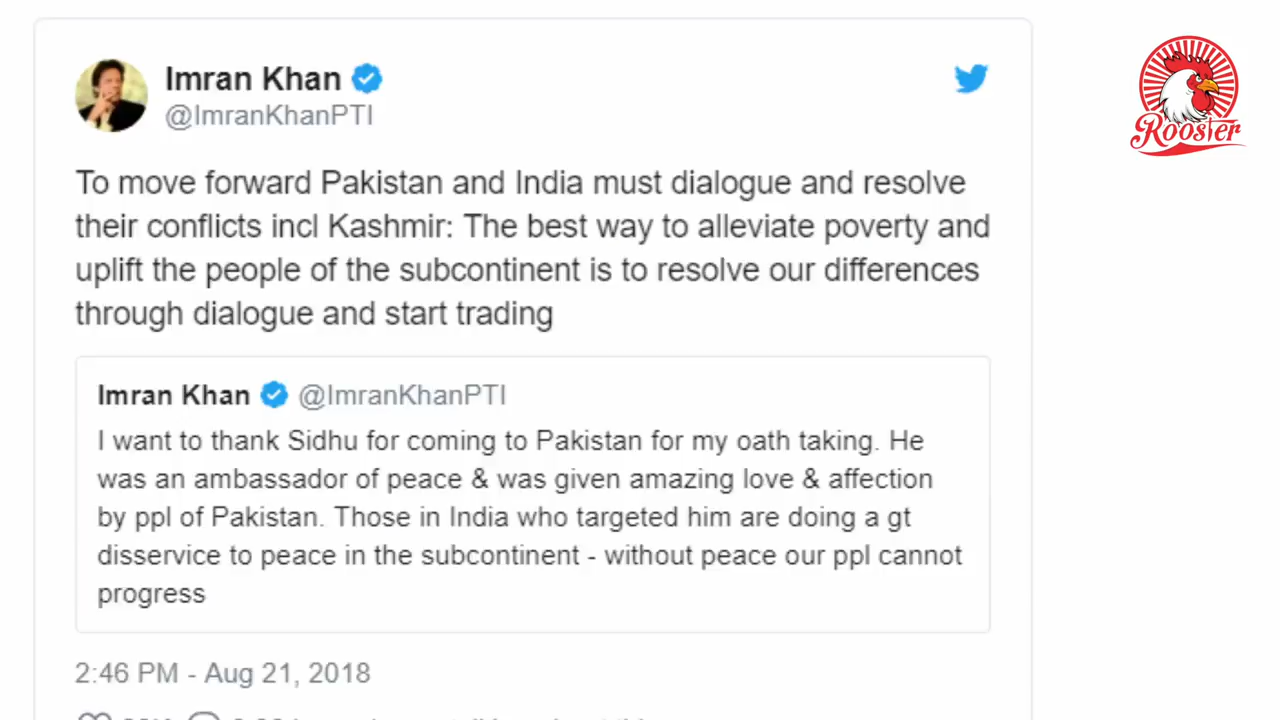 Imran Khan
@ImranKhanPTI
Rooster
To move forward Pakistan and India must dialogue and resolve
their conflicts incl Kashmir: The best way to alleviate poverty and
uplift the people of the subcontinent is to resolve our differences
through dialogue and start trading
Imran Khan @ImranKhanPTI
I want to thank Sidhu for coming to Pakistan for my oath taking. He
was an ambassador of peace & was given amazing love & affection
by ppl of Pakistan. Those in India who targeted him are doing a gt
disservice to peace in the subcontinent - without peace our ppl cannot
progress
2:46 PM - Aug 21, 2018